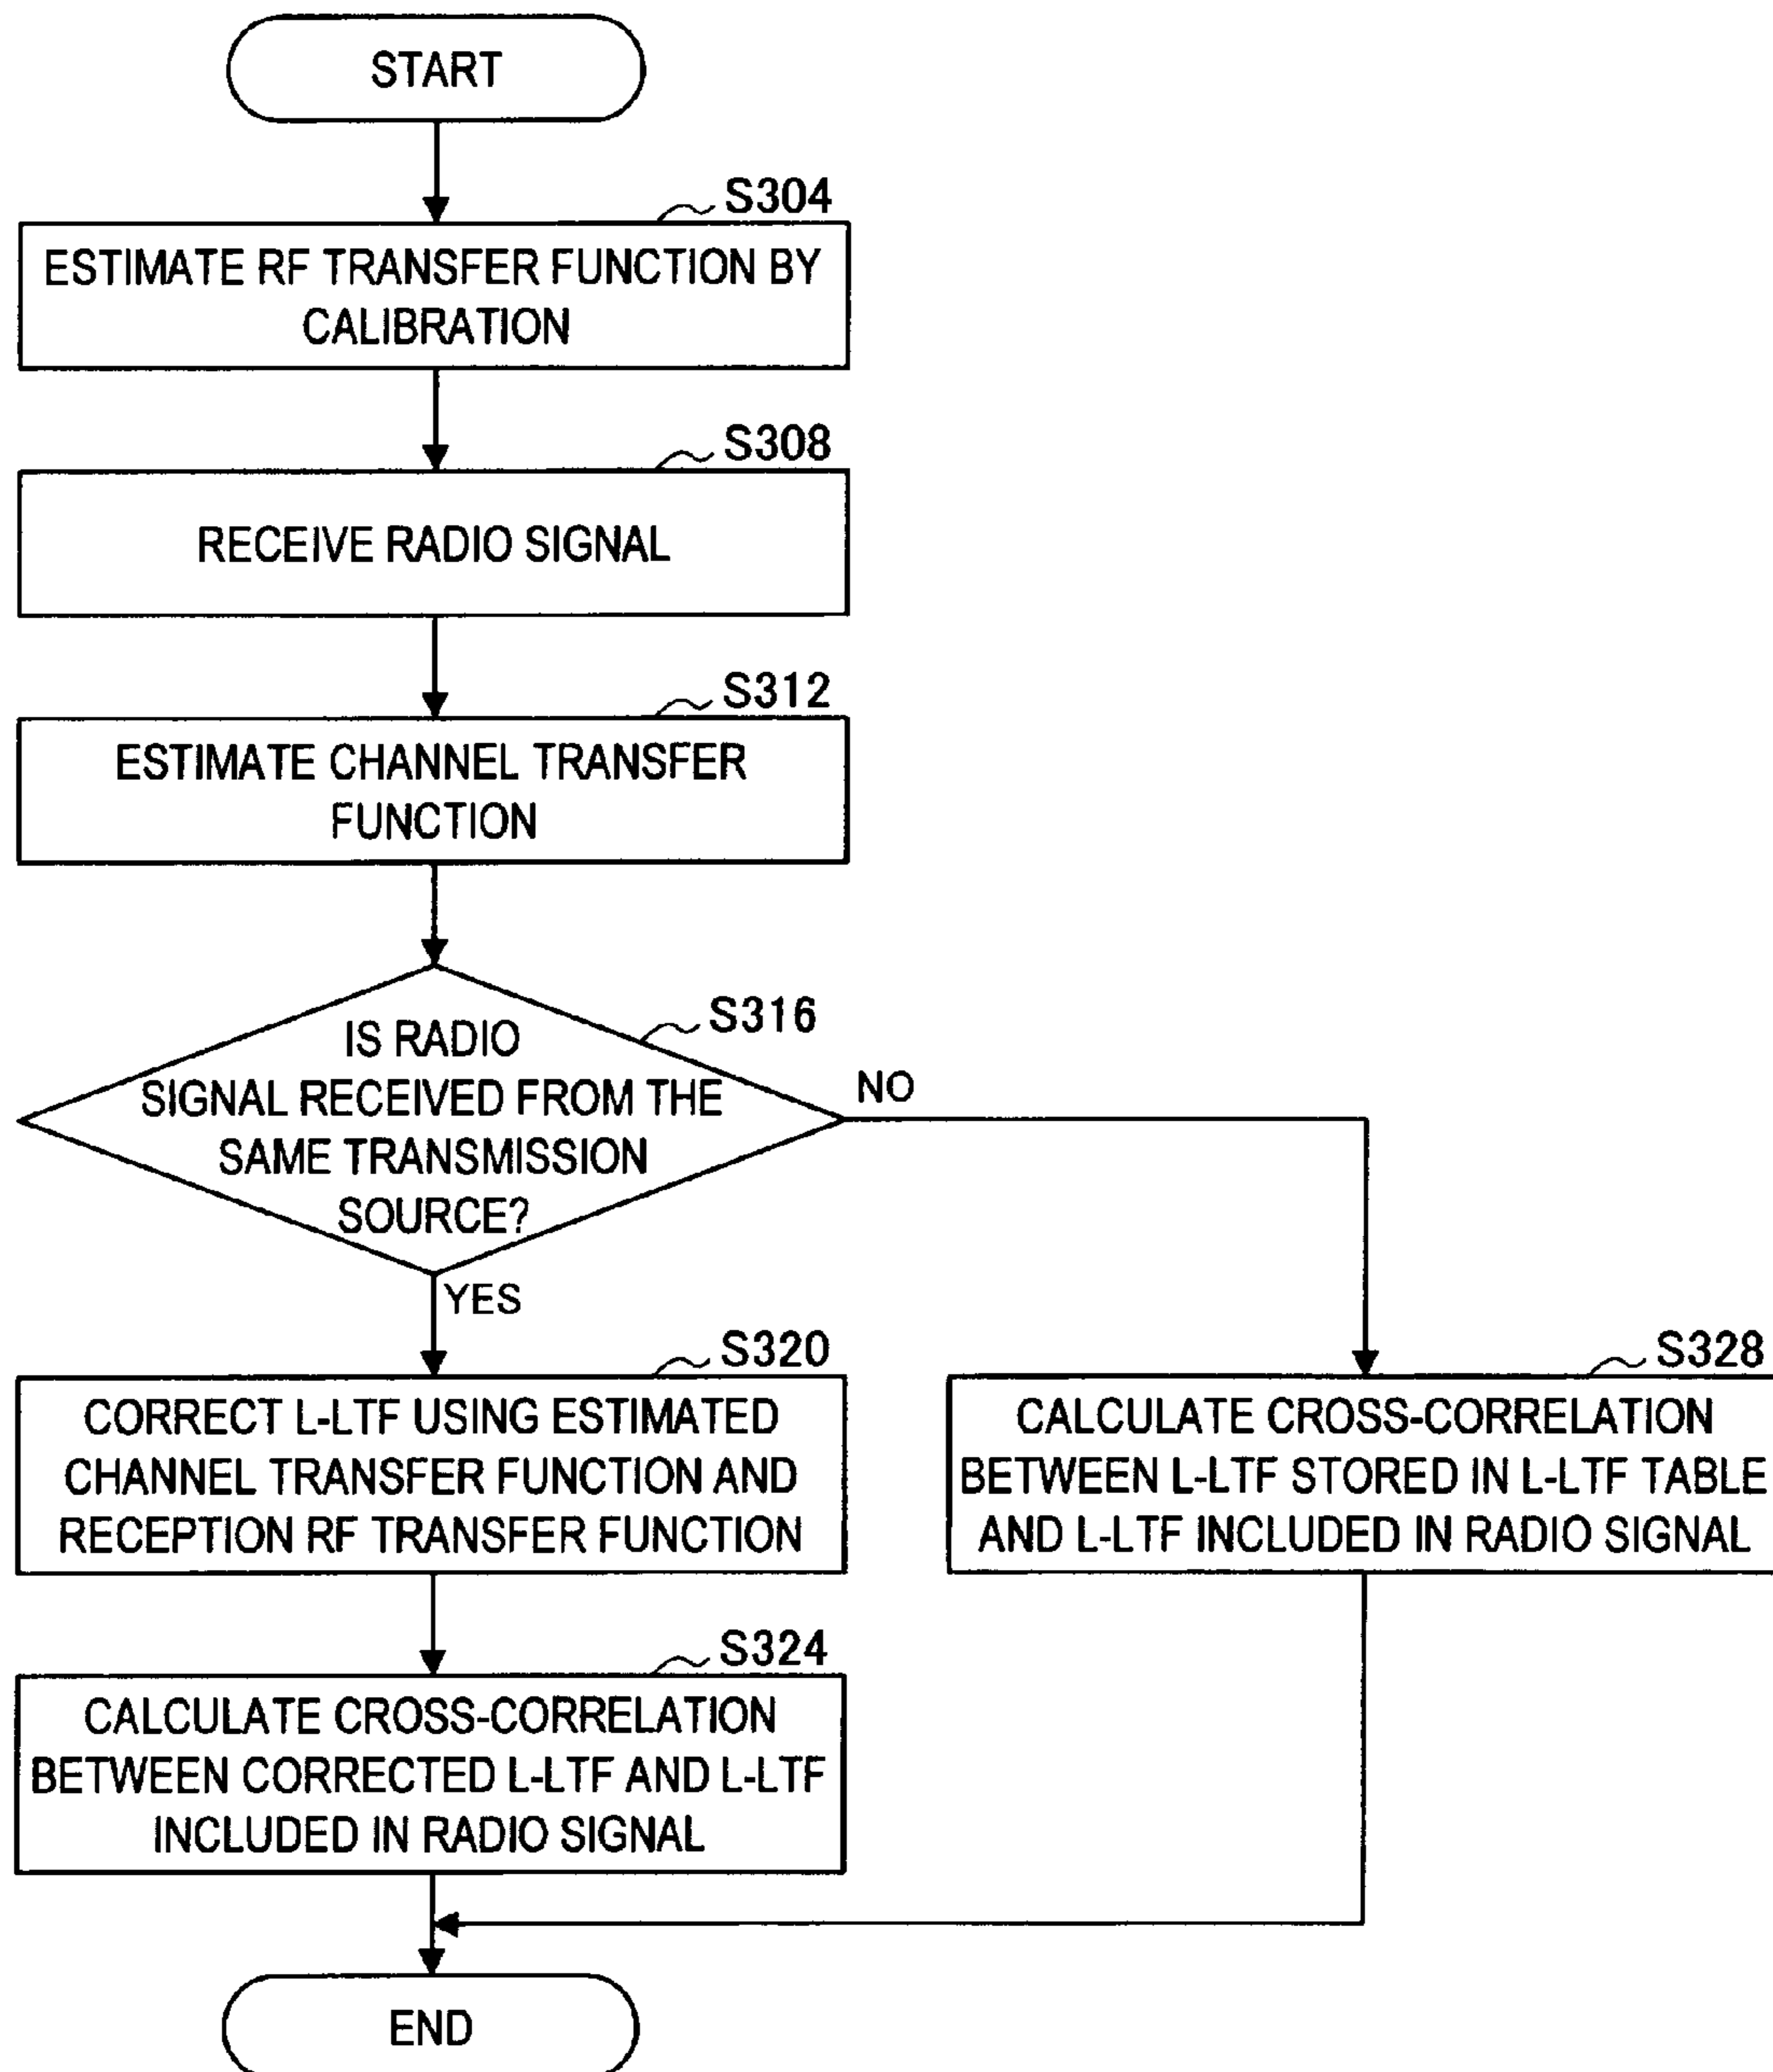 START
S304
ESTIMATE RF TRANSFER FUNCTION BY
CALIBRATION
S308
RECEIVE RADIO SIGNAL
S312
ESTIMATE CHANNEL TRANSFER
FUNCTION
S316
IS RADIO
SIGNAL RECEIVED FROM THE
SAME TRANSMISSION
SOURCE?
NO
YES
S320
CORRECT L-LTF USING ESTIMATED
CHANNEL TRANSFER FUNCTION AND
RECEPTION RF TRANSFER FUNCTION
S328
CALCULATE CROSS-CORRELATION
BETWEEN L-LTF STORED IN L-LTF TABLE
AND L-LTF INCLUDED IN RADIO SIGNAL
S324
CALCULATE CROSS-CORRELATION
BETWEEN CORRECTED L-LTF AND L-LTF
INCLUDED IN RADIO SIGNAL
END